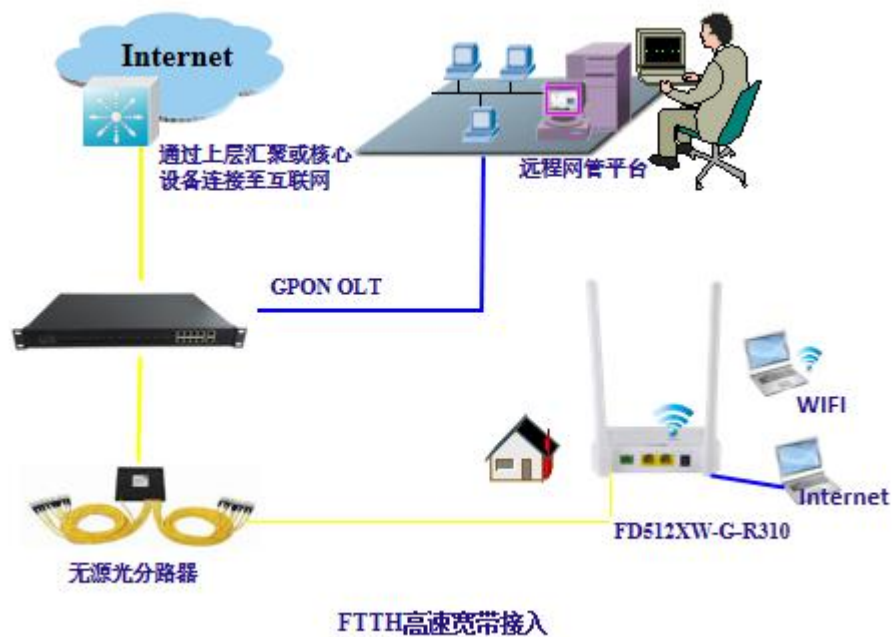 Internet
通过上层汇聚或核心
设备连接至互联网
远程网管平台
GPON OLT
WIFI
Internet
FD512XW-G-R310
无源光分路器
FTTH高速宽带接入